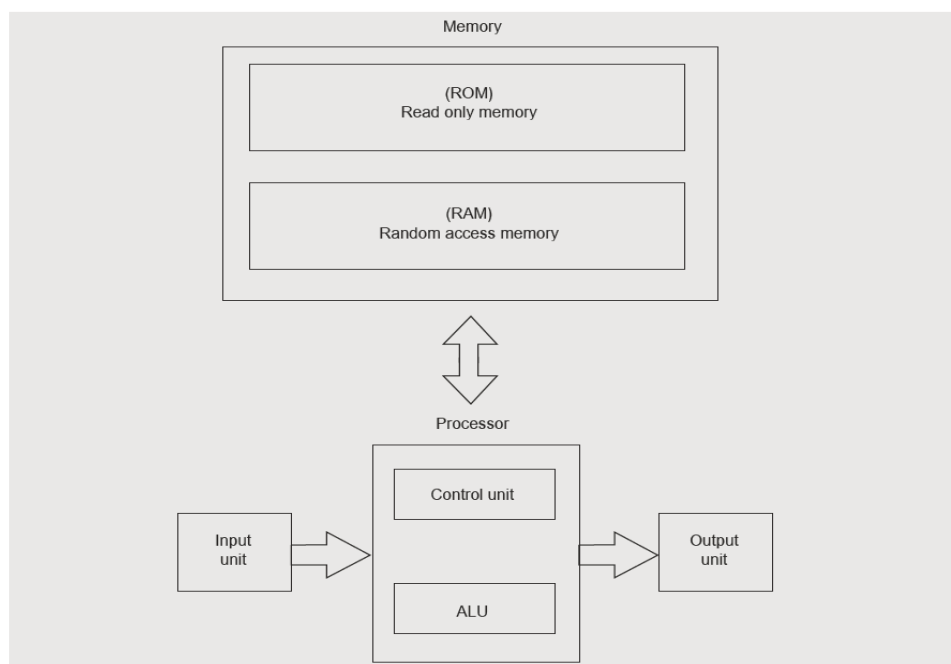 Memory
(ROM)
Read only memory
(RAM)
Random access memory
Processor
Control unit
Input
unit
Output
unit
ALU